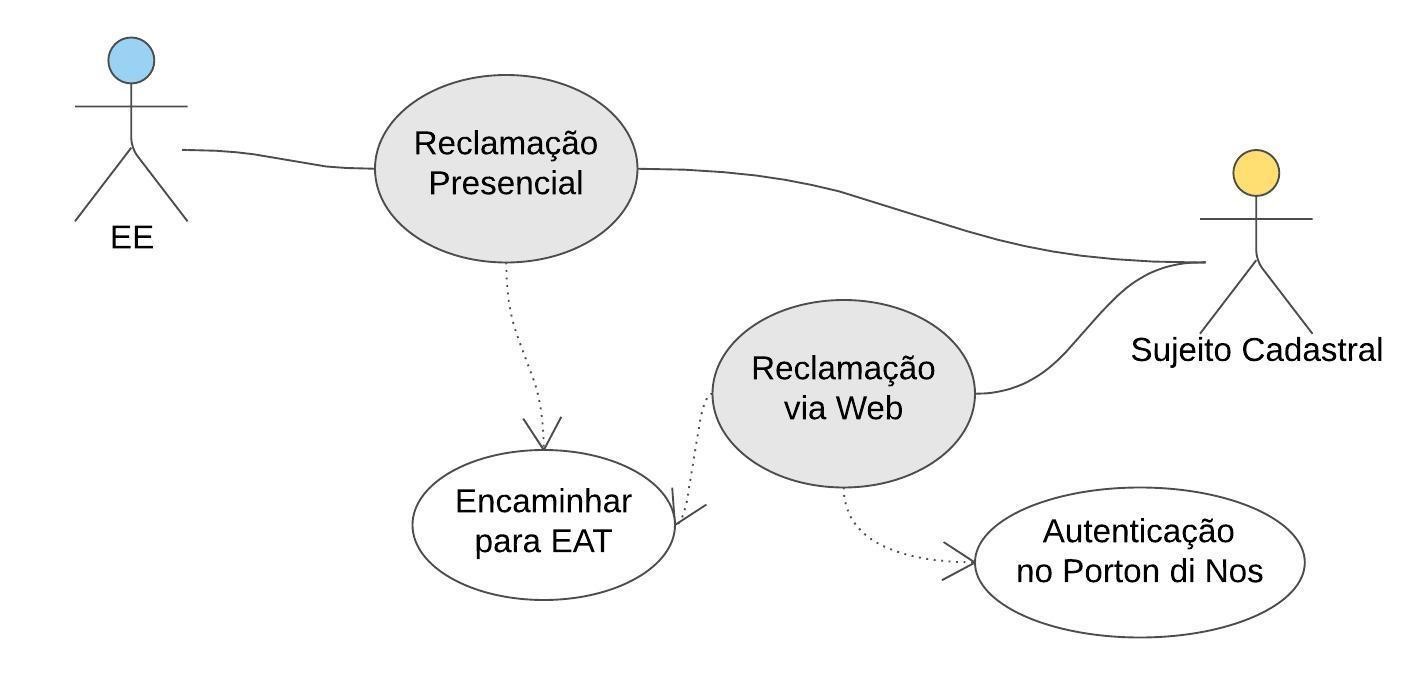 Reclamação
Presencial
EE
Sujeito Cadastral
Reclamação
via Web
Encaminhar
para EAT
Autenticação
no Porton di Nos